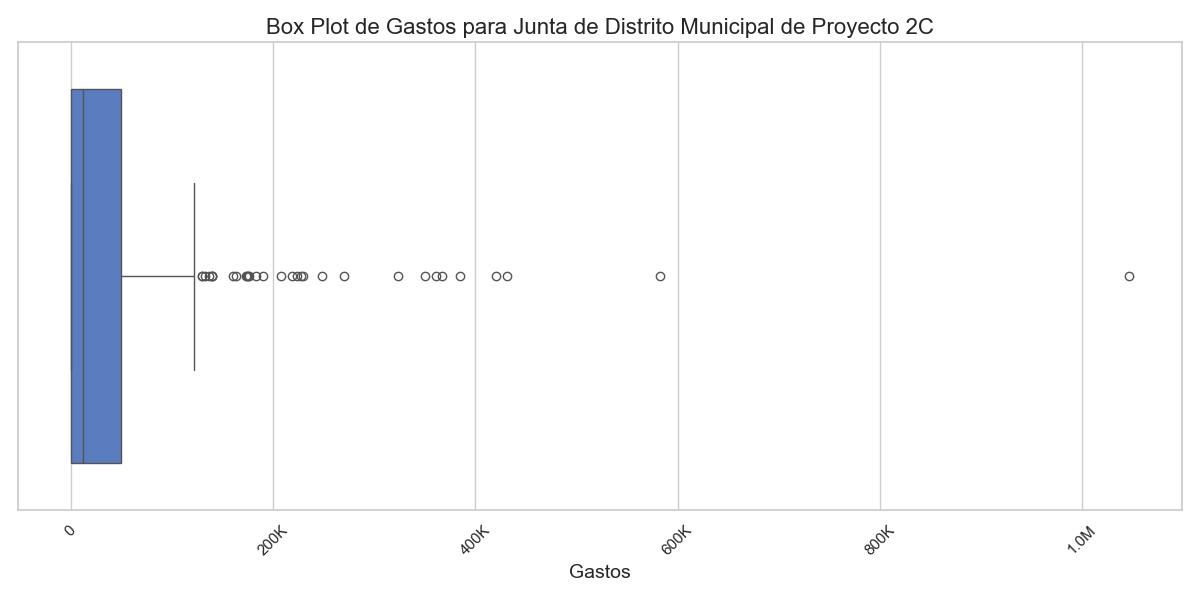 Box Plot de Gastos para Junta de Distrito Municipal de Proyecto 2C
0
200K
400K
600K
800K
1.0M
Gastos